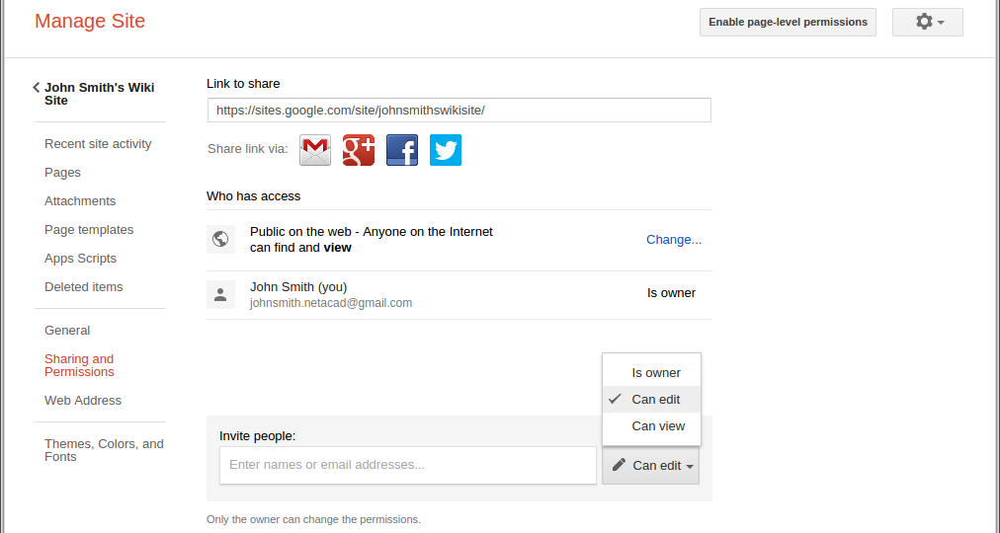 Manage Site
Enable page-level permissions
John Smith's Wiki
Site
Recent site activity
Pages
Attachments
Page templates
Apps Scripts
Deleted items
General
Sharing and
Permissions
Web Address
Themes, Colors, and
Fonts
Link to share
https://sites.google.com/site/johnsmithswikisite/
Share link via:
g+
f
Who has access
Public on the web - Anyone on the Internet
can find and view
Change...
John Smith (you)
johnsmith.netacad@gmail.com
Is owner
Is owner
Can edit
Can view
Invite people:
Enter names or email addresses...
Can edit
Only the owner can change the permissions.